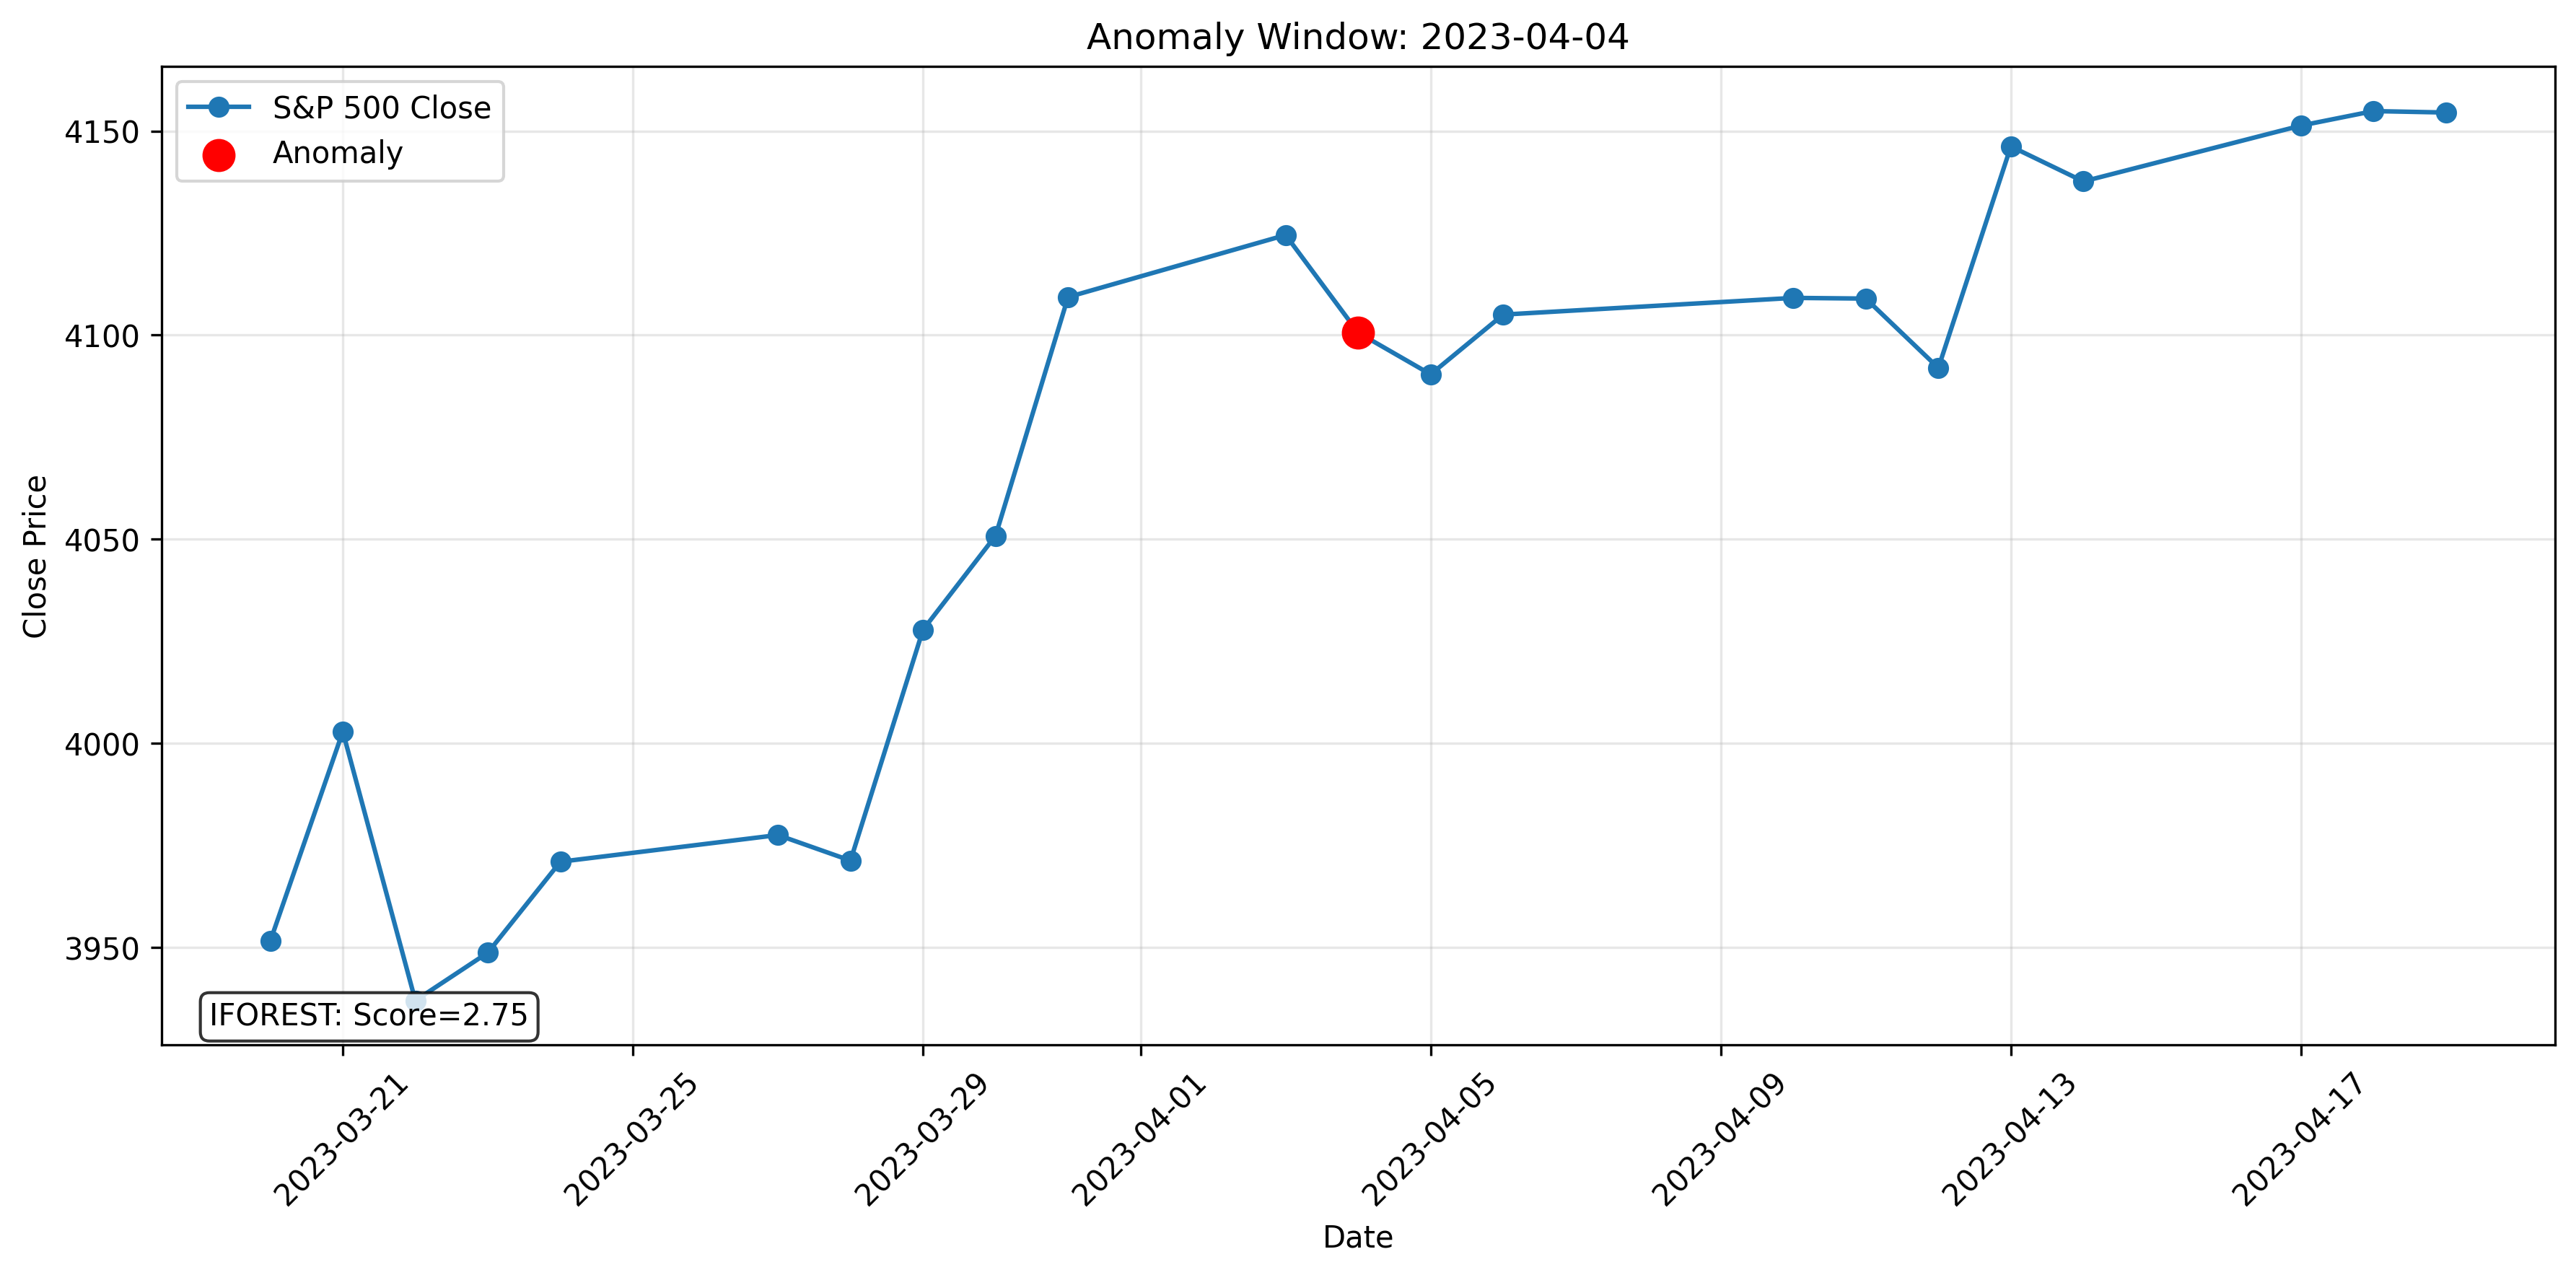 Anomaly Window: 2023-04-04
S&P 500 Close
Anomaly
4150
4100
4050
4000
3950
Close Price
IFOREST: Score=2.75
2023-03-21
2023-03-25
2023-03-29
2023-04-01
2023-04-05
2023-04-09
2023-04-13
2023-04-17
Date